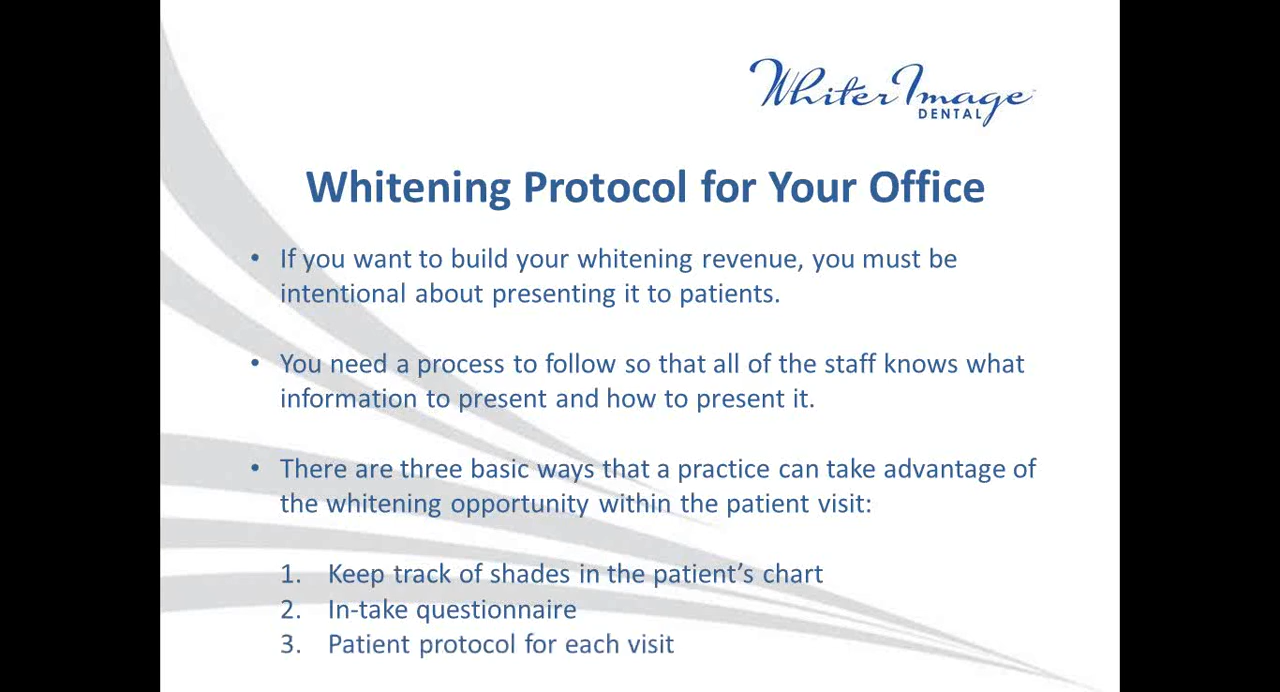 Whiter Image
DENTAL
Whitening Protocol for Your Office
• If you want to build your whitening revenue, you must be
intentional about presenting it to patients.
• You need a process to follow so that all of the staff knows what
information to present and how to present it.
• There are three basic ways that a practice can take advantage of
the whitening opportunity within the patient visit:
1. Keep track of shades in the patient’s chart
2. In-take questionnaire
3. Patient protocol for each visit